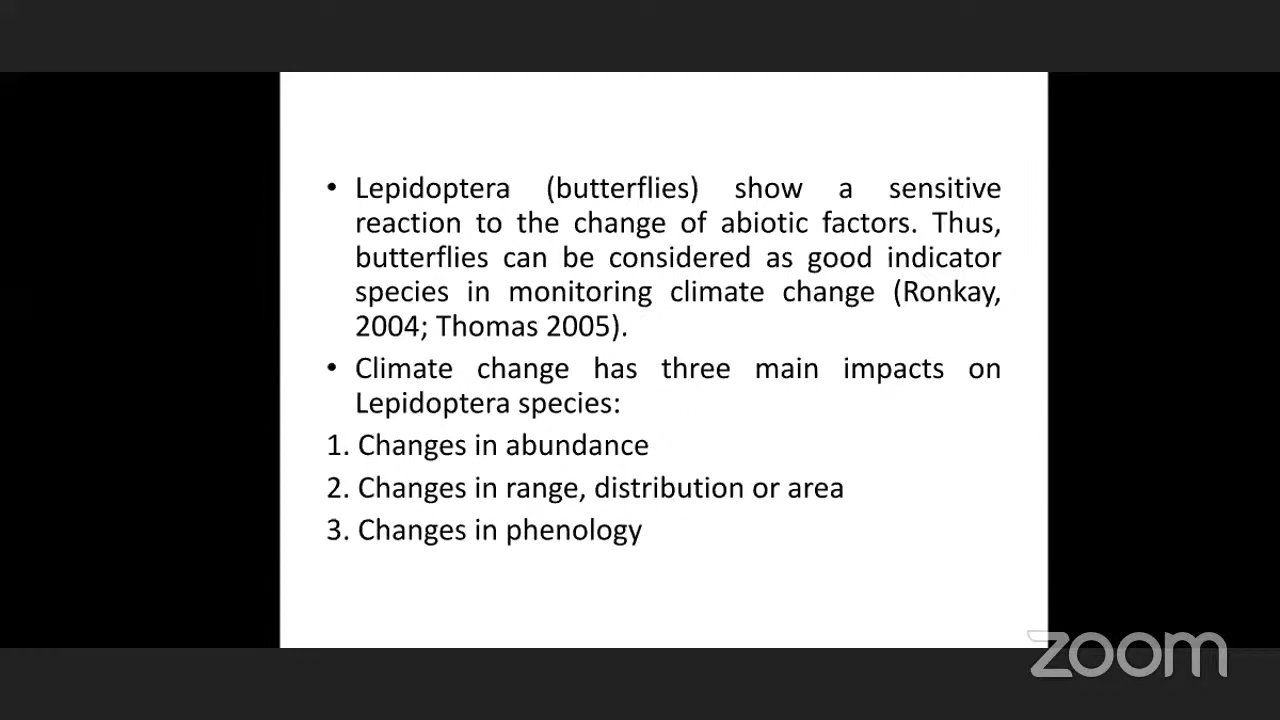 • Lepidoptera (butterflies) show a sensitive
reaction to the change of abiotic factors. Thus,
butterflies can be considered as good indicator
species in monitoring climate change (Ronkay,
2004; Thomas 2005).
• Climate change has three main impacts on
Lepidoptera species:
1. Changes in abundance
2. Changes in range, distribution or area
3. Changes in phenology
zoom